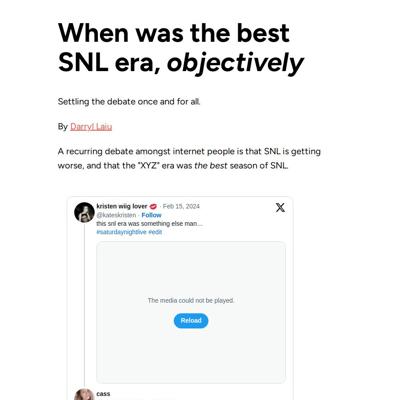 When was the best
SNL era, objectively
Settling the debate once and for all.
By Darryl Laiu
A recurring debate amongst internet people is that SNL is getting
worse, and that the "XYZ" era was the best season of SNL.
kristen wiig lover 💋 · Feb 15, 2024
@kateskristen · Follow
this snl era was something else man...
#saturdaynightlive #edit
The media could not be played.
Reload
cass